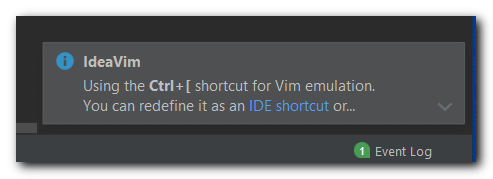 IdeaVim
Using the Ctrl+[ shortcut for Vim emulation.
You can redefine it as an IDE shortcut or...
1 Event Log